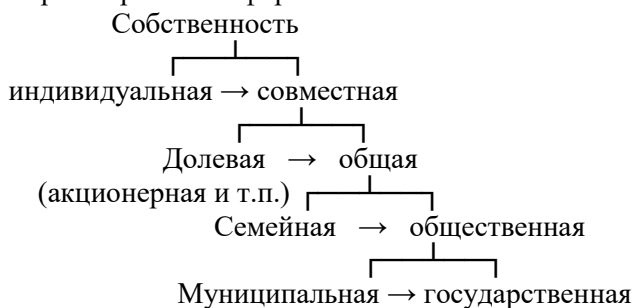 Собственность
индивидуальная → совместная
Долевая → общая
(акционерная и т.п.)
Семейная → общественная
Муниципальная → государственная